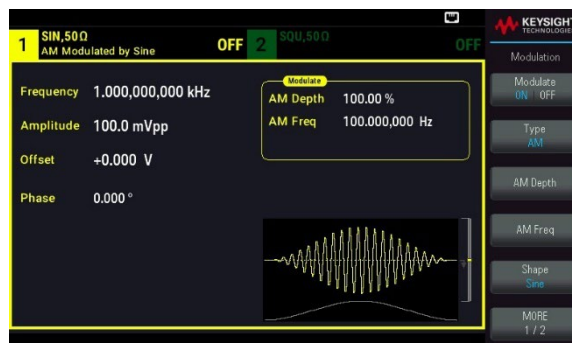 1 SIN,50Ω
AM Modulated by Sine
OFF
2 SQU,50Ω
OFF
KEYSIGHT
TECHNOLOGIES
Modulation
Frequency 1.000,000,000 kHz
Amplitude 100.0 mVpp
Offset +0.000 V
Phase 0.000 °
Modulate
AM Depth 100.00 %
AM Freq 100.000,000 Hz
Modulate
ON OFF
Type
AM
AM Depth
AM Freq
Shape
Sine
MORE
1 / 2